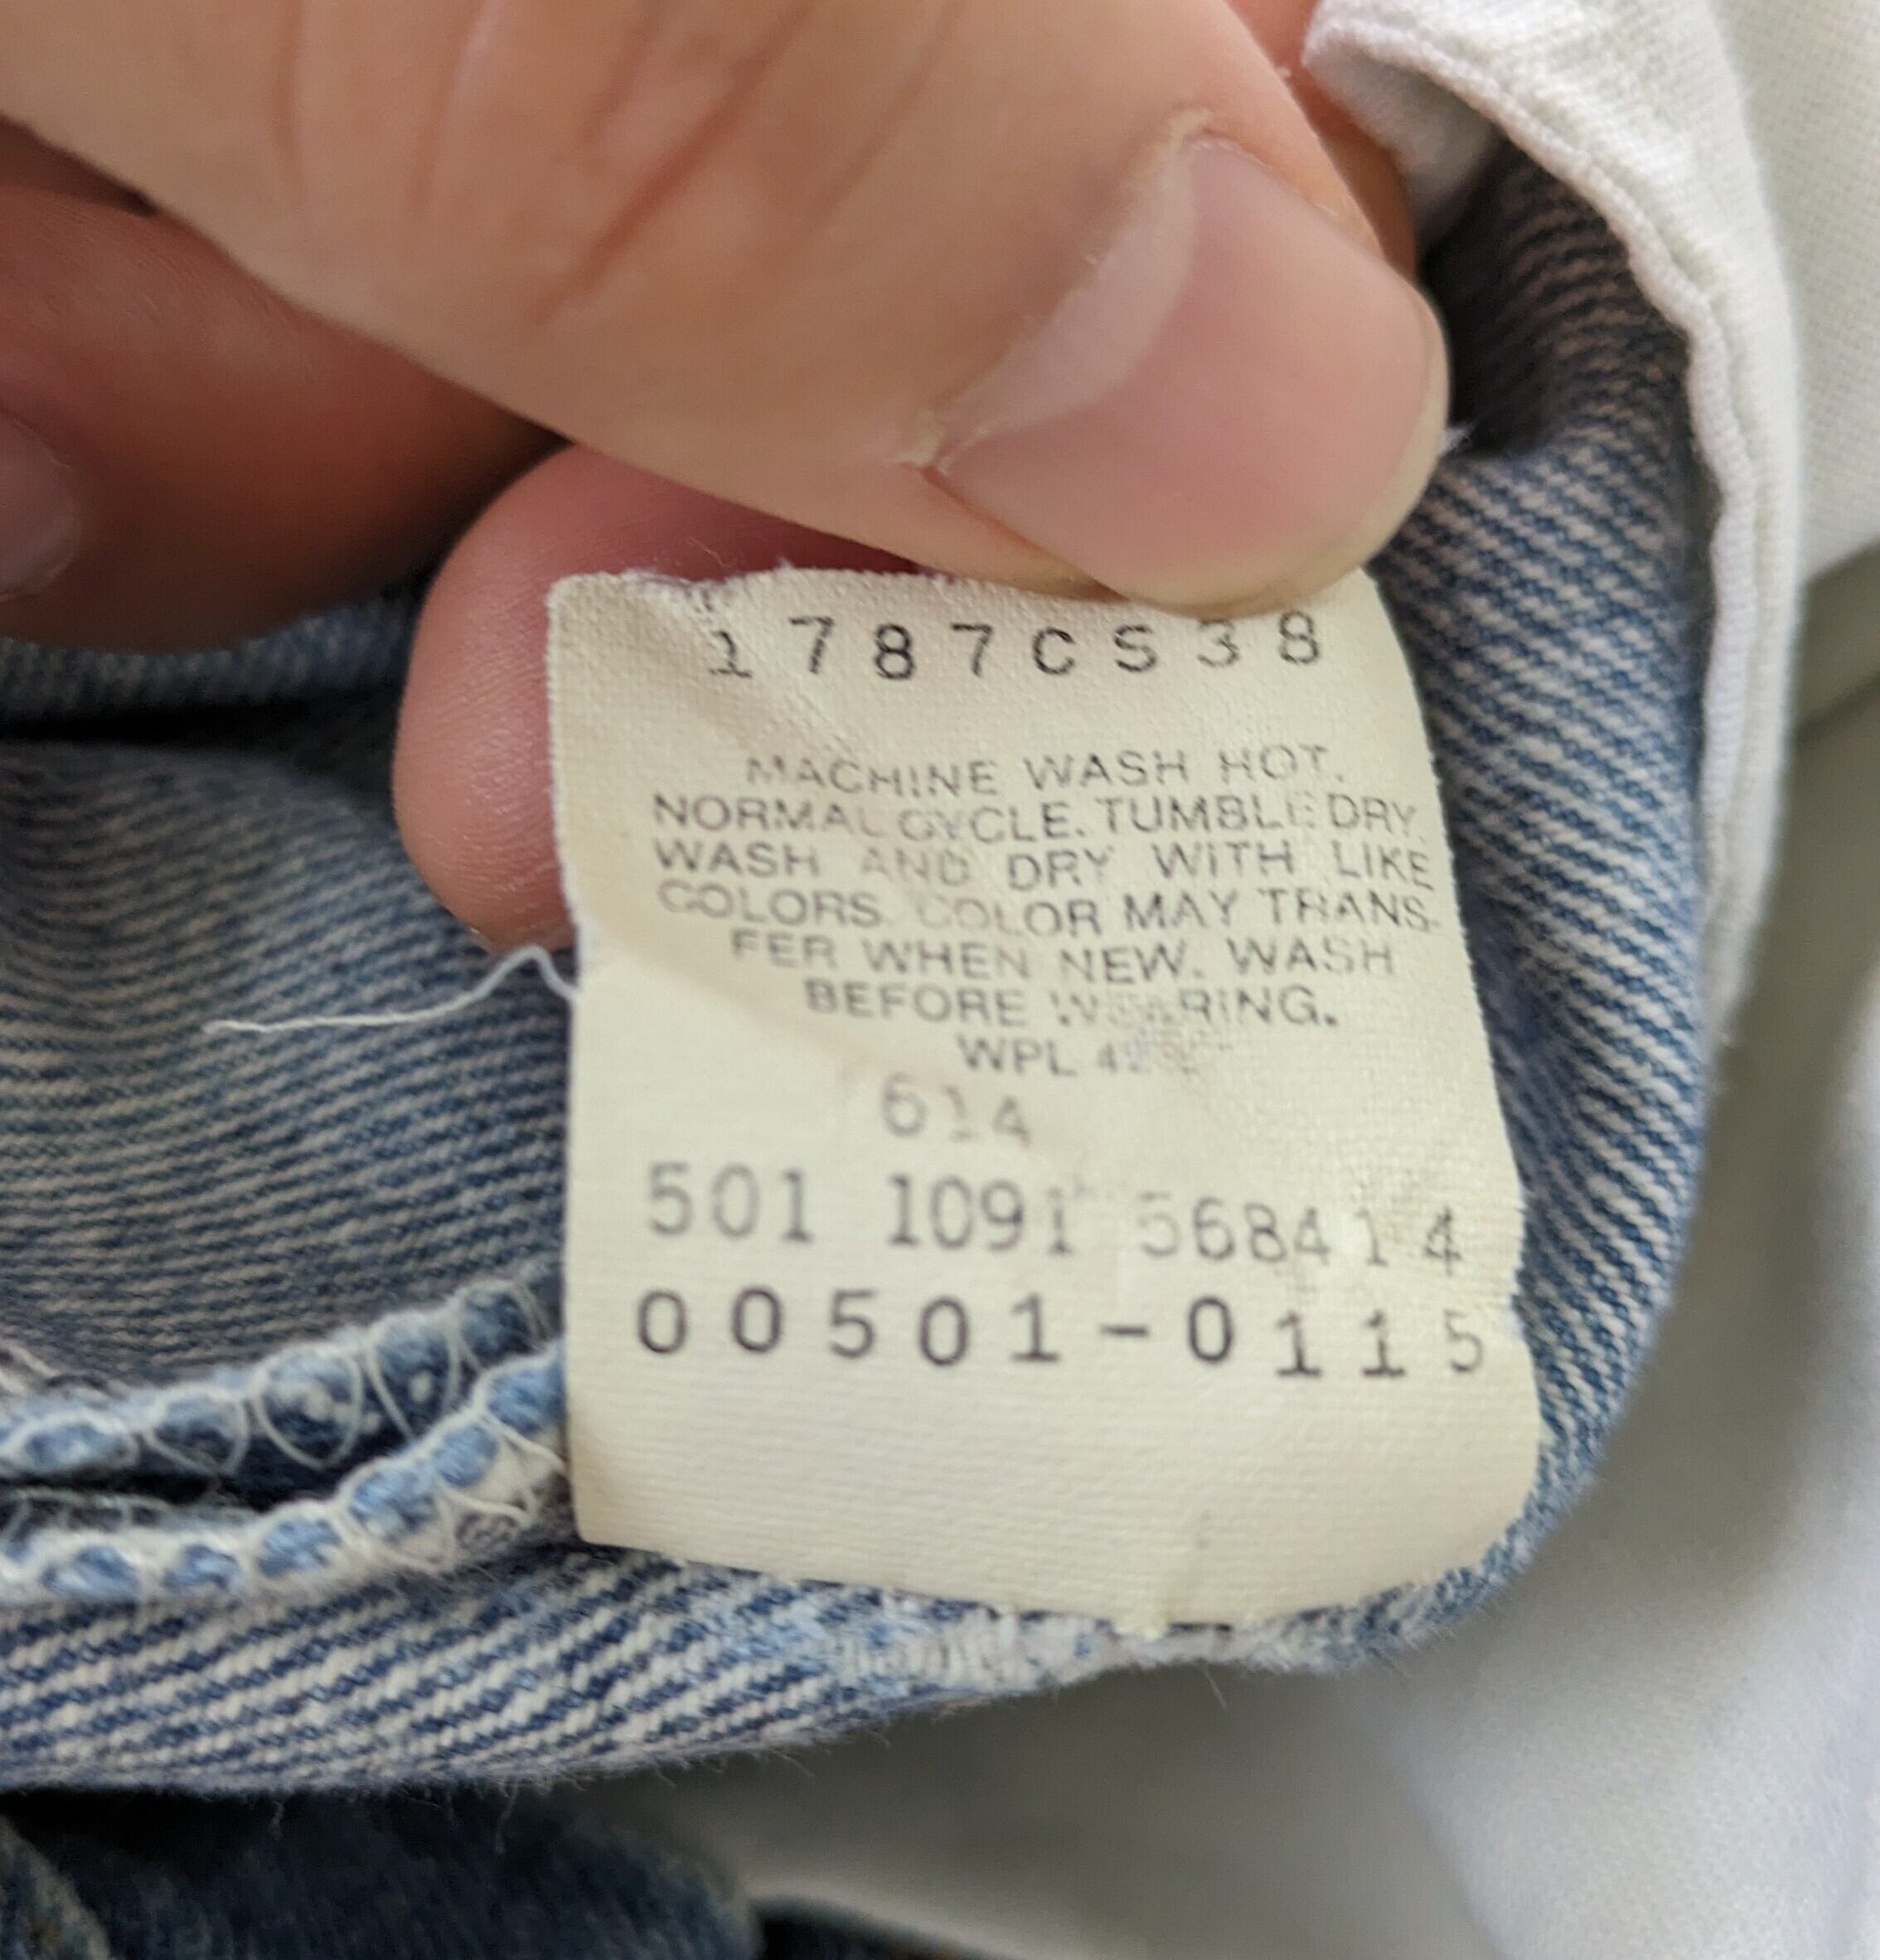 1787CS38
MACHINE WASH HOT.
NORMAL CYCLE. TUMBLE DRY.
WASH AND DRY WITH LIKE
COLORS. COLOR MAY TRANS-
FER WHEN NEW. WASH
BEFORE WEARING.
WPL
614
501 1091 568414
00501-0115